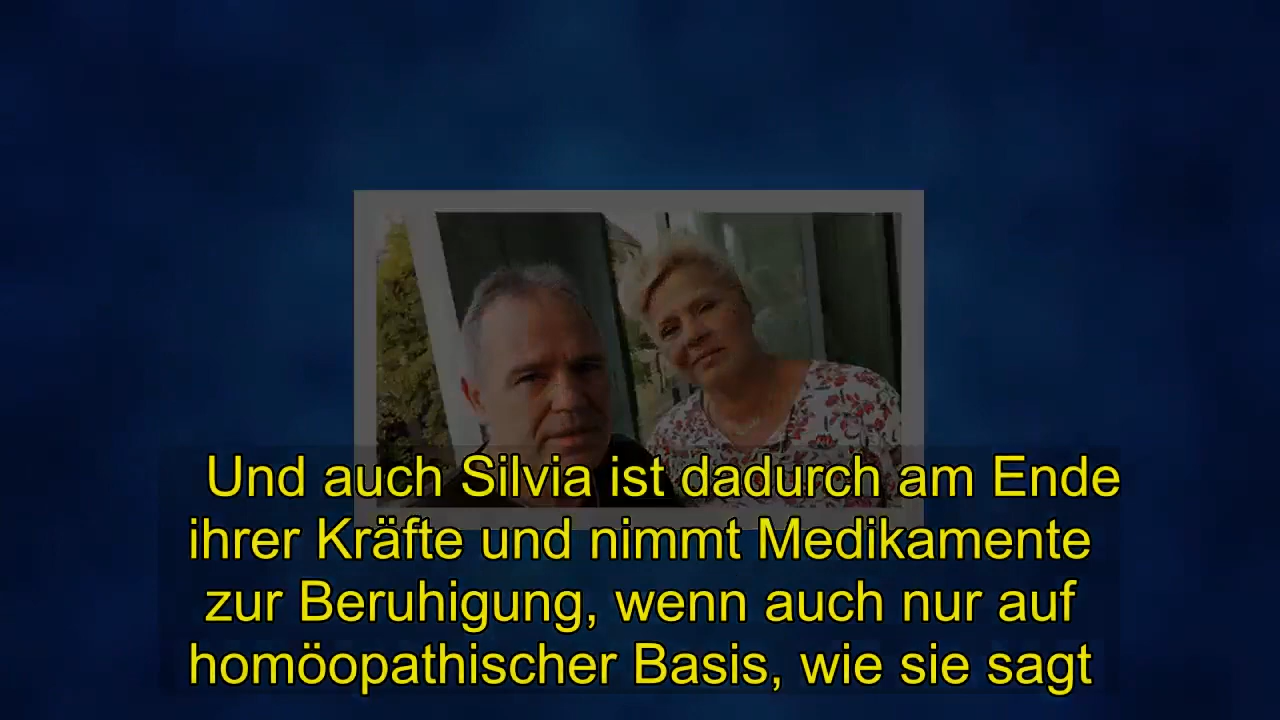 Und auch Silvia ist dadurch am Ende
ihrer Kräfte und nimmt Medikamente
zur Beruhigung, wenn auch nur auf
homöopathischer Basis, wie sie sagt